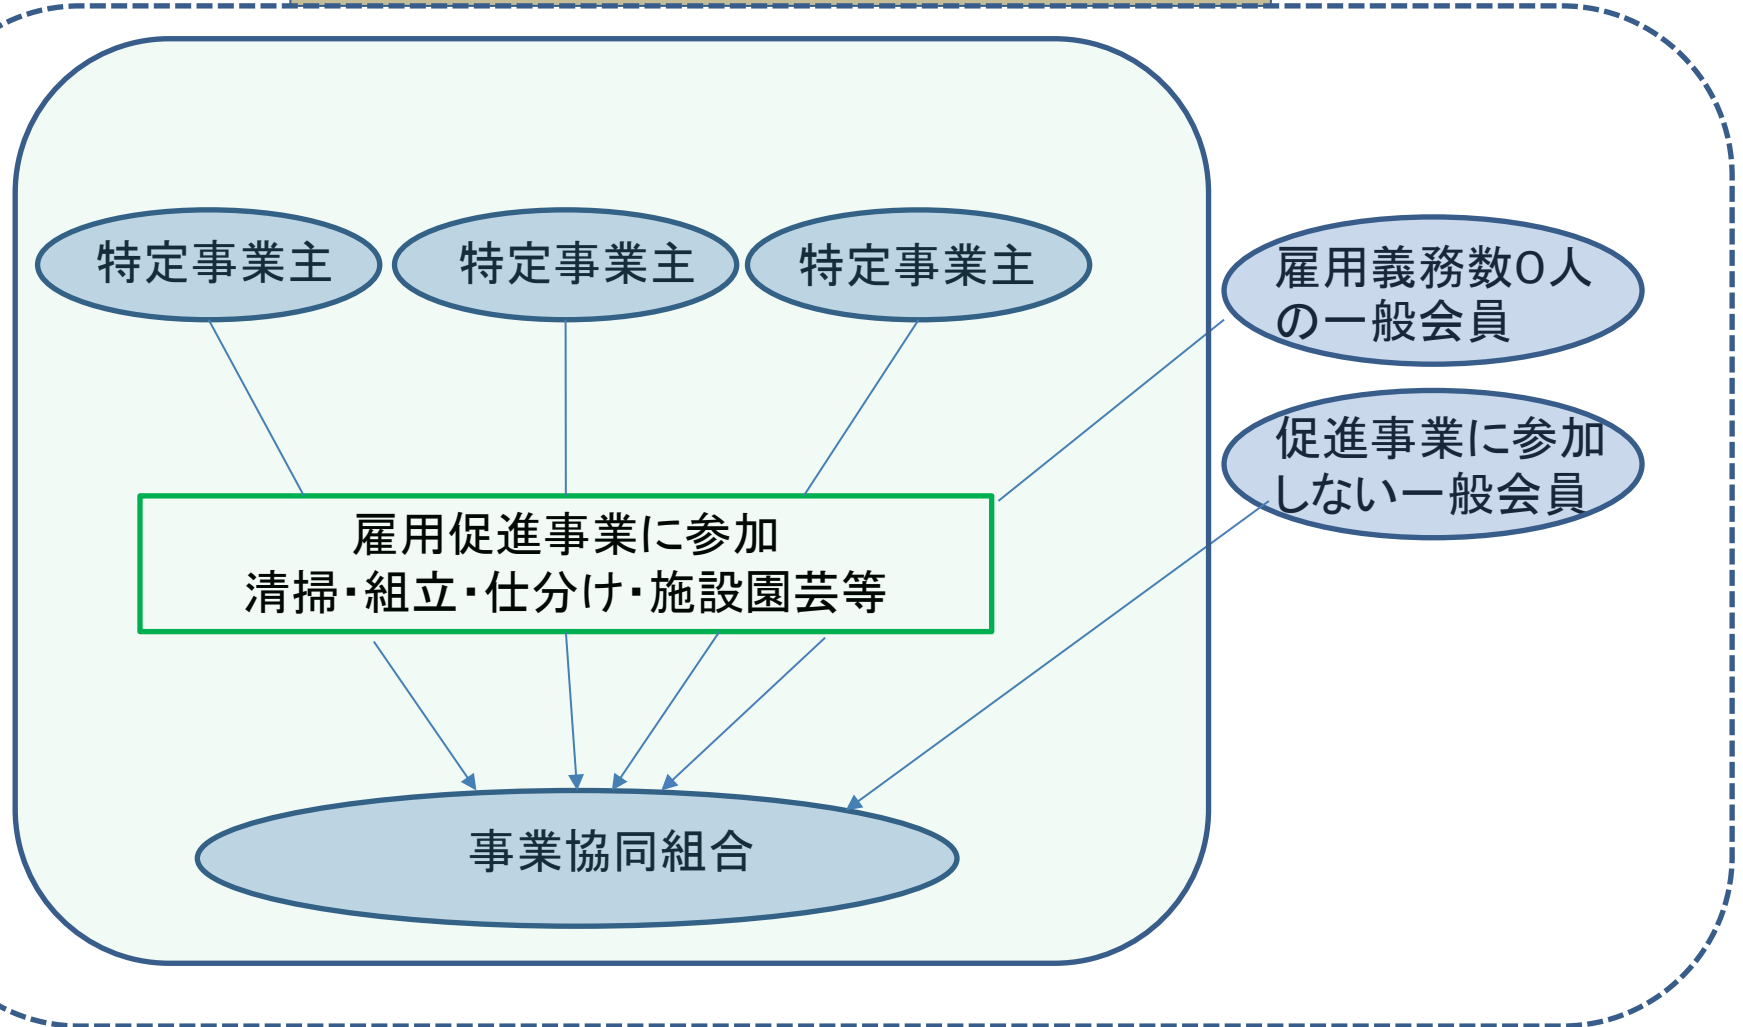 特定事業主
特定事業主
特定事業主
雇用義務数0人
の一般会員
促進事業に参加
しない一般会員
雇用促進事業に参加
清掃・組立・仕分け・施設園芸等
事業協同組合